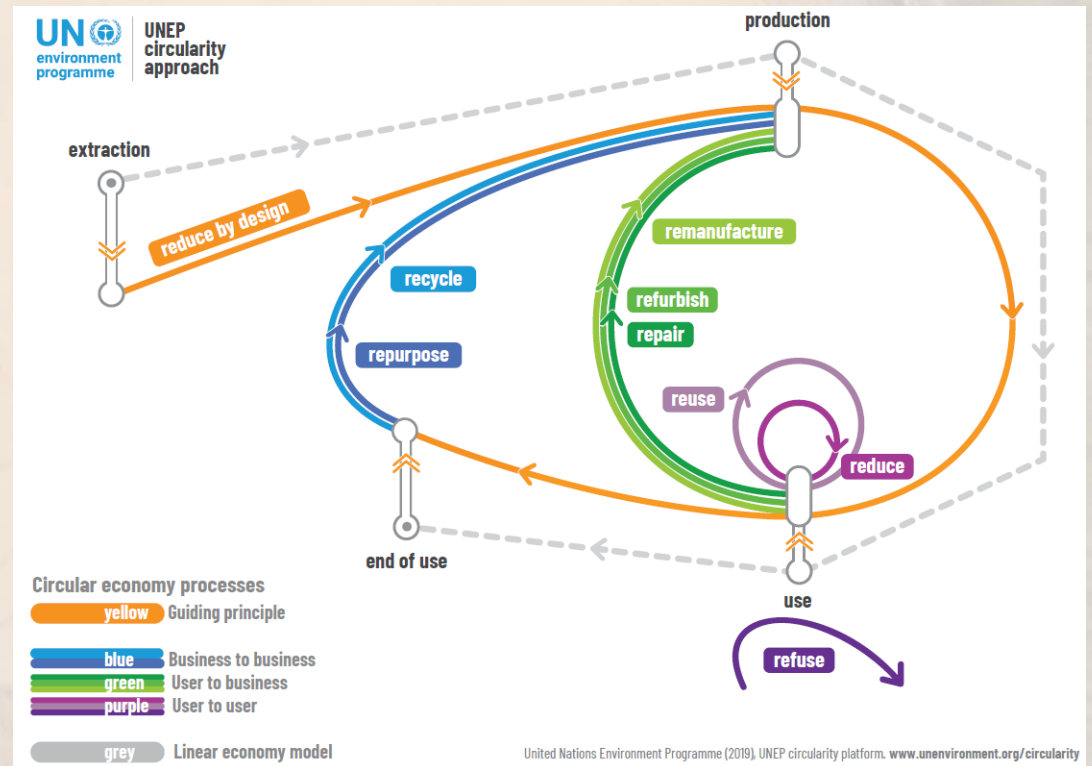 UN
environment
programme
UNEP
circularity
approach
production
extraction
reduce by design
remanufacture
recycle
refurbish
repair
repurpose
reuse
reduce
end of use
use
refuse
Circular economy processes
yellow Guiding principle
blue Business to business
green User to business
purple User to user
grey Linear economy model
United Nations Environment Programme (2019), UNEP circularity platform. www.unenvironment.org/circularity